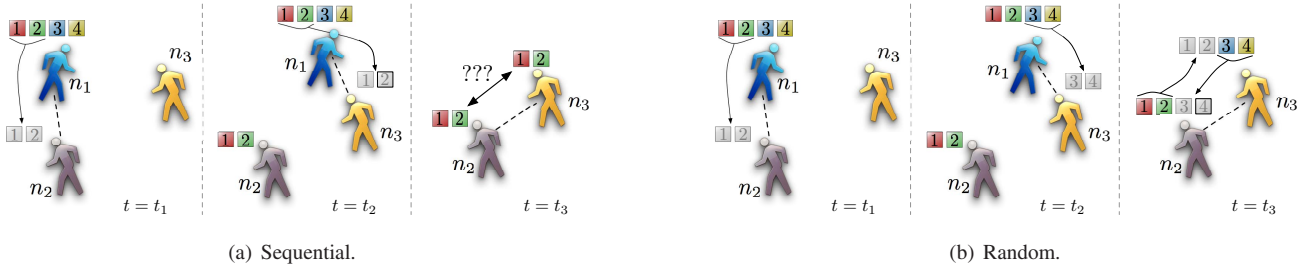 1 2 3 4
n₁
n₃
1 2
n₂
t = t₁
1 2 3 4
n₁
1 2
n₃
1 2
n₂
t = t₂
1 2
???
n₃
1 2
n₂
t = t₃
(a) Sequential.
1 2 3 4
n₁
n₃
1 2
n₂
t = t₁
1 2 3 4
n₁
3 4
n₃
1 2
n₂
t = t₂
1 2 3 4
1 2 3 4
n₃
n₂
t = t₃
(b) Random.